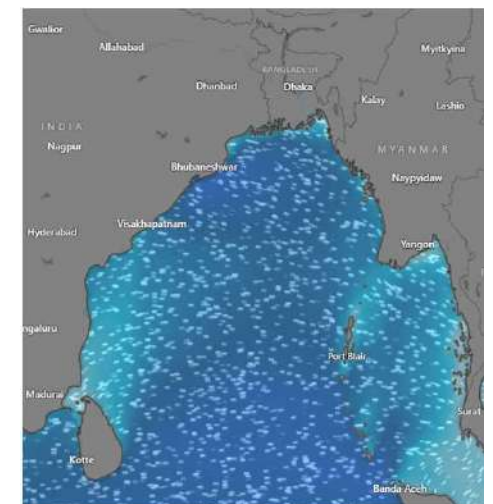 Gwalior
Allahabad
Myitkyina
BANGLADESH
Dhanbad
Dhaka
Kalay
Lashio
INDIA
Nagpur
MYANMAR
Bhubaneshwar
Naypyidaw
Visakhapatnam
Hyderabad
Yangon
ngaluru
Port Blair
Madurai
Surat
Kotte
Banda Aceh